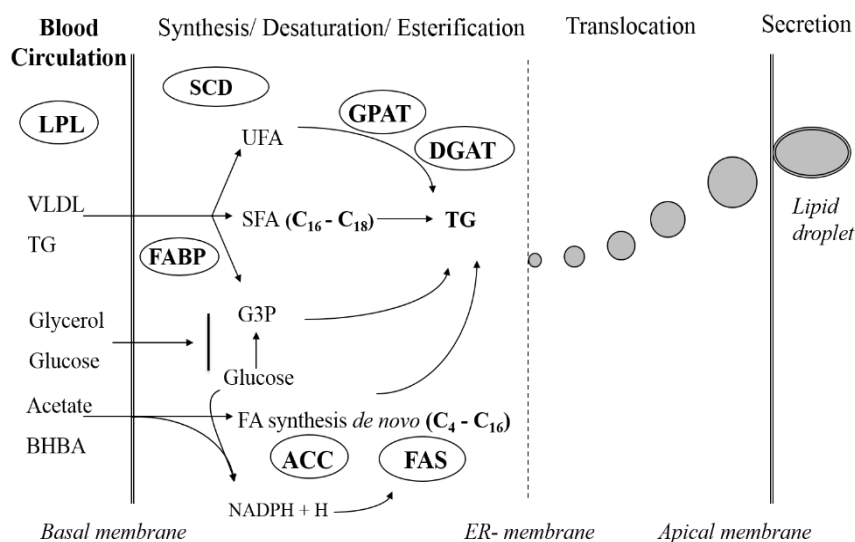 Blood Circulation
Synthesis/ Desaturation/ Esterification
Translocation
Secretion
SCD
LPL
GPAT
UFA
DGAT
VLDL
SFA (C16 - C18)
TG
TG
Lipid
droplet
FABP
G3P
Glycerol
Glucose
Glucose
Acetate
FA synthesis de novo (C4 - C16)
BHBA
ACC
FAS
NADPH + H
Basal membrane
ER- membrane
Apical membrane